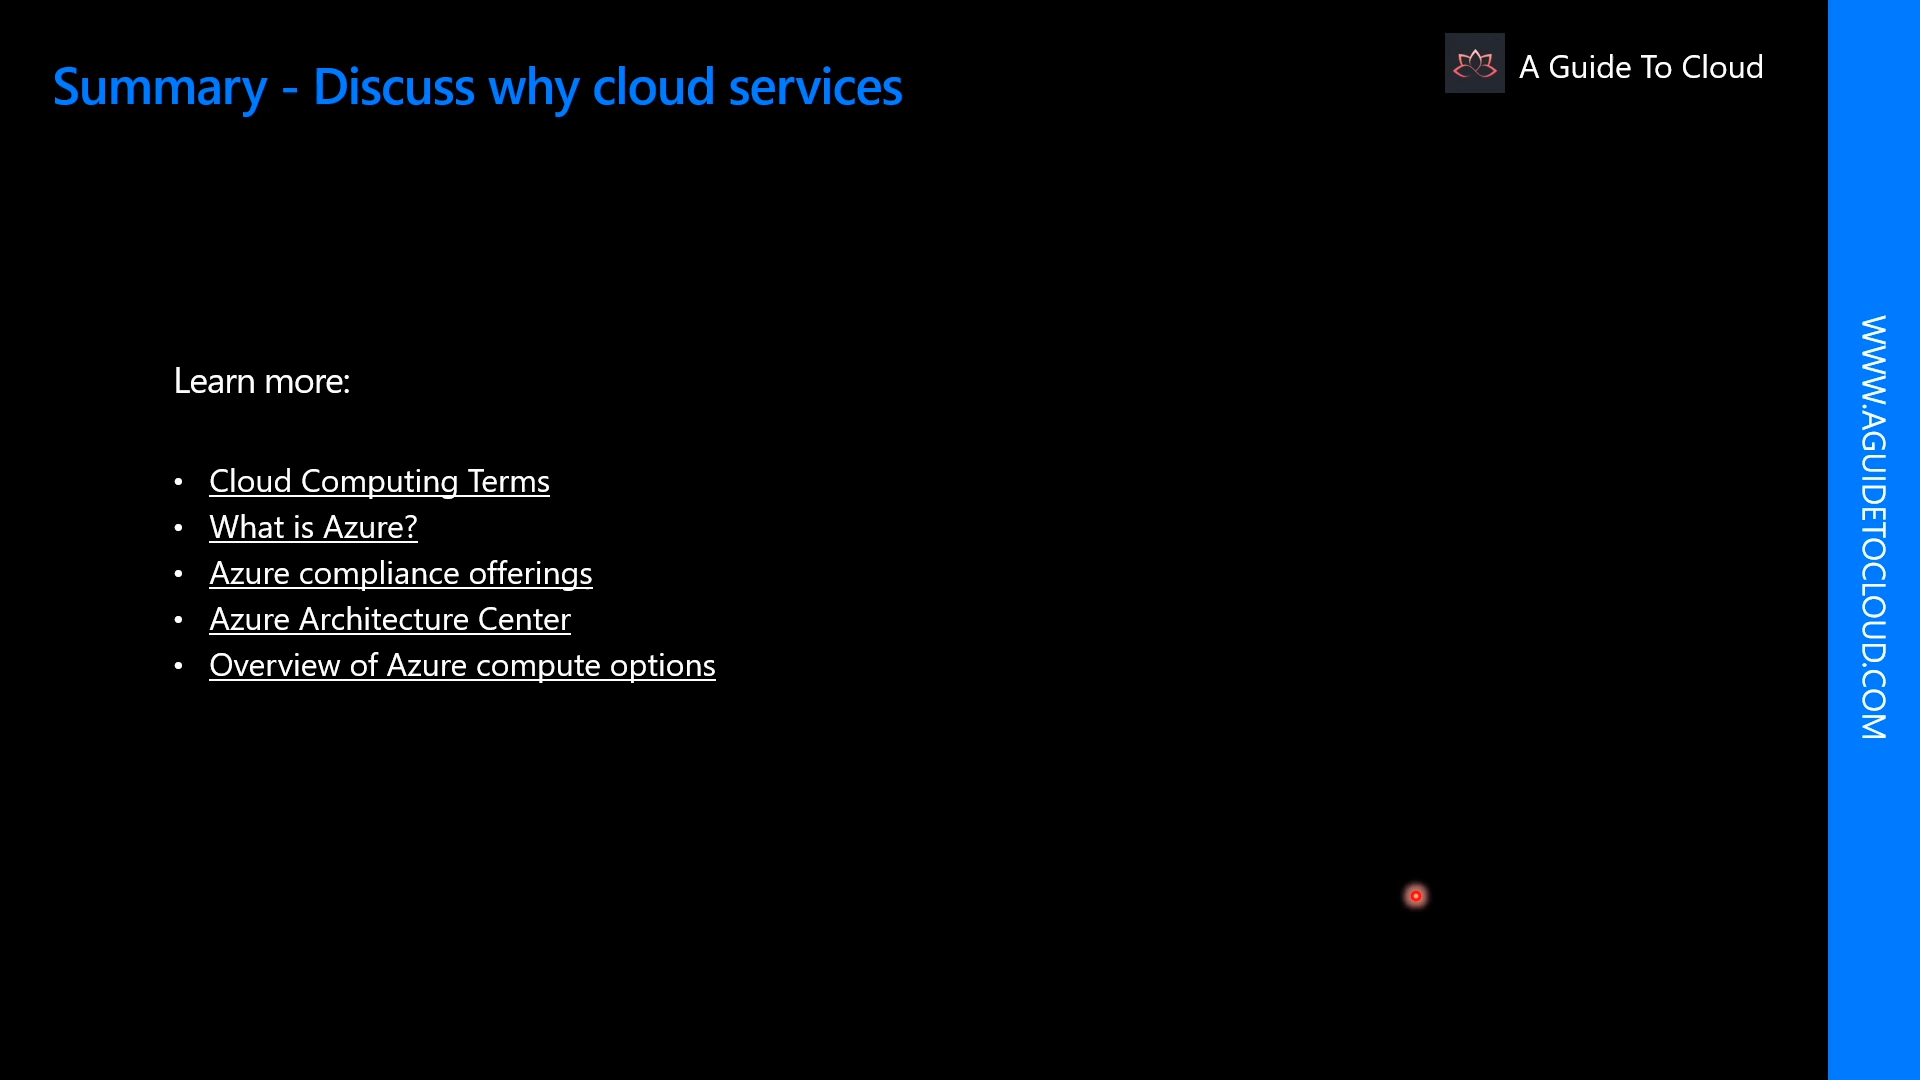 Summary - Discuss why cloud services
A Guide To Cloud
Learn more:
• Cloud Computing Terms
• What is Azure?
• Azure compliance offerings
• Azure Architecture Center
• Overview of Azure compute options
WWW.AGUIDETOCLOUD.COM